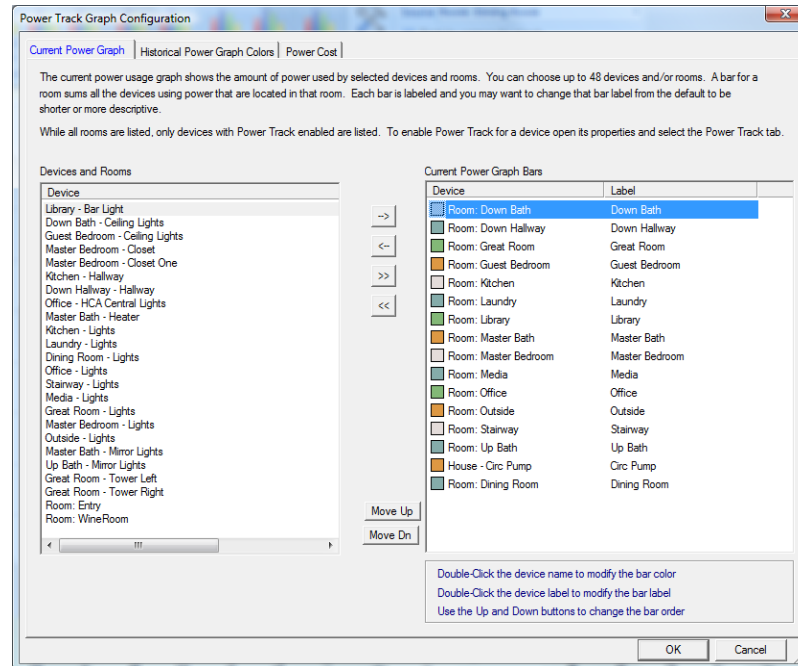 Power Track Graph Configuration
Current Power Graph
Historical Power Graph Colors
Power Cost
The current power usage graph shows the amount of power used by selected devices and rooms. You can choose up to 48 devices and/or rooms. A bar for a
room sums all the devices using power that are located in that room. Each bar is labeled and you may want to change that bar label from the default to be
shorter or more descriptive.
While all rooms are listed, only devices with Power Track enabled are listed. To enable Power Track for a device open its properties and select the Power Track tab.
Devices and Rooms
Device
Library - Bar Light
Down Bath - Ceiling Lights
Guest Bedroom - Ceiling Lights
Master Bedroom - Closet
Master Bedroom - Closet One
Kitchen - Hallway
Down Hallway - Hallway
Office - HCA Central Lights
Master Bath - Heater
Kitchen - Lights
Laundry - Lights
Dining Room - Lights
Office - Lights
Stairway - Lights
Media - Lights
Great Room - Lights
Master Bedroom - Lights
Outside - Lights
Master Bath - Mirror Lights
Up Bath - Mirror Lights
Great Room - Tower Left
Great Room - Tower Right
Room: Entry
Room: WineRoom
-->
<--
>>
<<
Move Up
Move Dn
Current Power Graph Bars
Device Label
Room: Down Bath Down Bath
Room: Down Hallway Down Hallway
Room: Great Room Great Room
Room: Guest Bedroom Guest Bedroom
Room: Kitchen Kitchen
Room: Laundry Laundry
Room: Library Library
Room: Master Bath Master Bath
Room: Master Bedroom Master Bedroom
Room: Media Media
Room: Office Office
Room: Outside Outside
Room: Stairway Stairway
Room: Up Bath Up Bath
House - Circ Pump Circ Pump
Room: Dining Room Dining Room
Double-Click the device name to modify the bar color
Double-Click the device label to modify the bar label
Use the Up and Down buttons to change the bar order
OK
Cancel